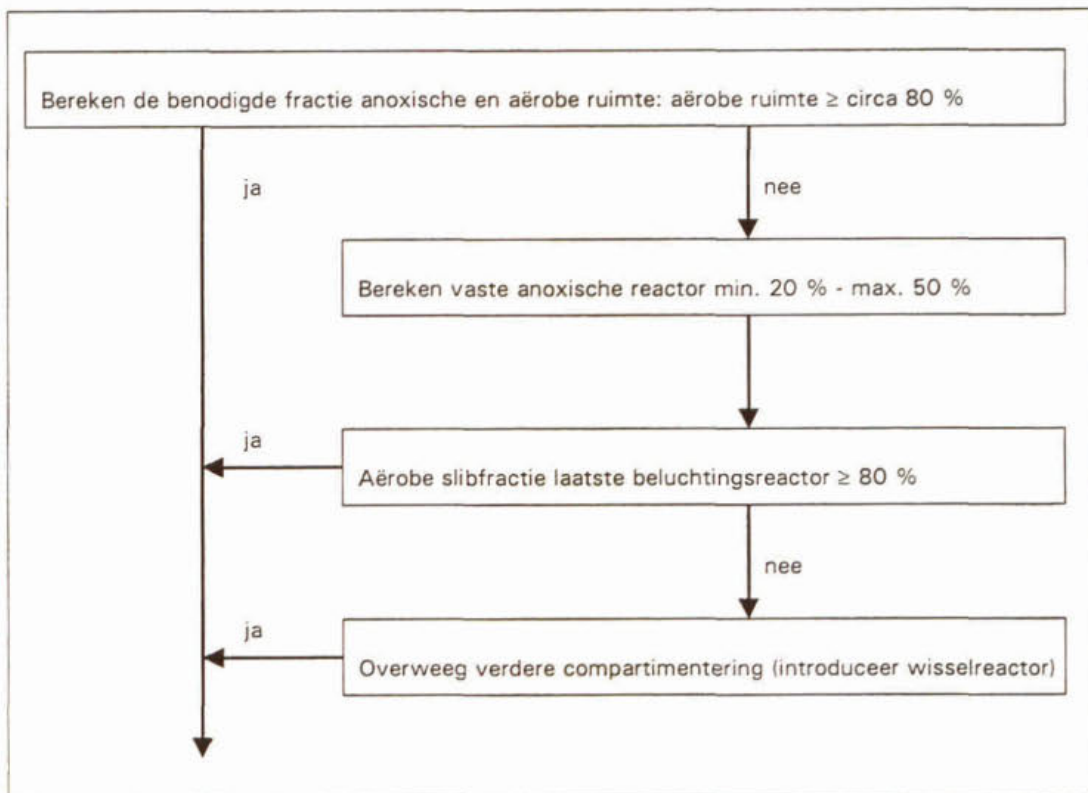 Bereken de benodigde fractie anoxische en aërobe ruimte: aërobe ruimte ≥ circa 80 %
ja
nee
Bereken vaste anoxische reactor min. 20 % - max. 50 %
ja
Aërobe slibfractie laatste beluchtingsreactor ≥ 80 %
nee
ja
Overweeg verdere compartimentering (introduceer wisselreactor)